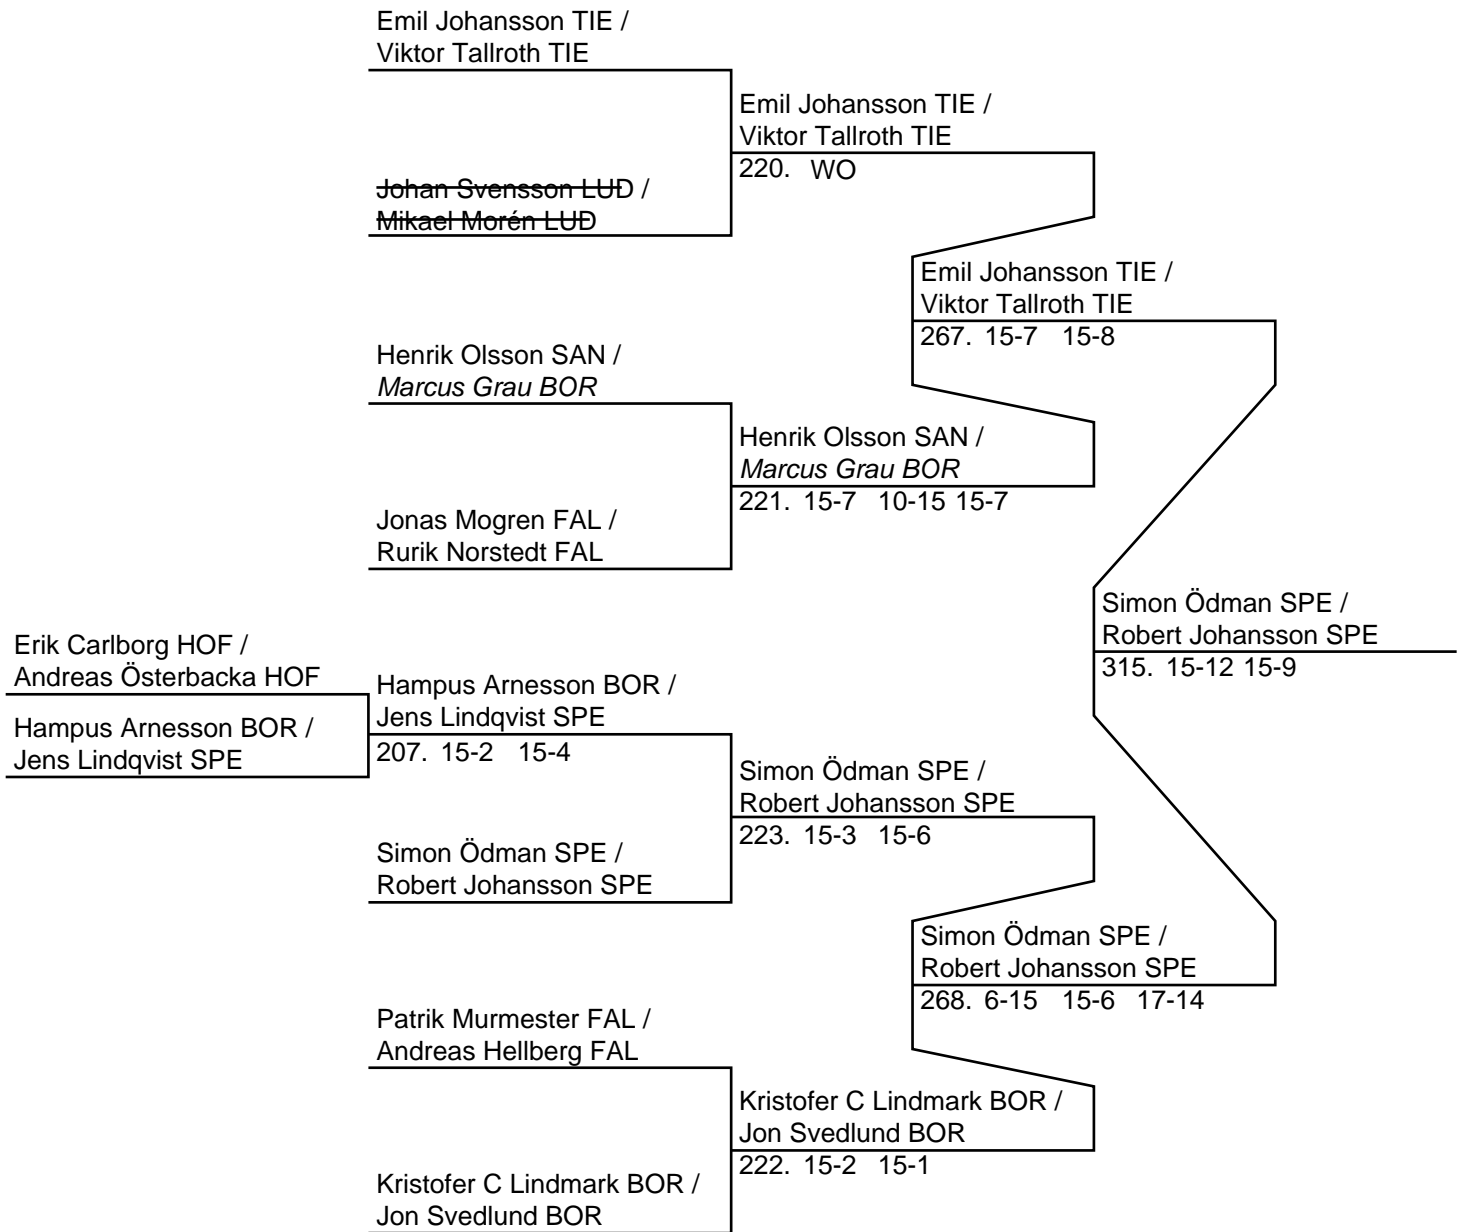 Emil Johansson TIE /
Viktor Tallroth TIE
Emil Johansson TIE /
Viktor Tallroth TIE
220. WO
Johan Svensson LUD /
Mikael Morén LUD
Emil Johansson TIE /
Viktor Tallroth TIE
267. 15-7 15-8
Henrik Olsson SAN /
Marcus Grau BOR
Henrik Olsson SAN /
Marcus Grau BOR
221. 15-7 10-15 15-7
Jonas Mogren FAL /
Rurik Norstedt FAL
Simon Ödman SPE /
Robert Johansson SPE
315. 15-12 15-9
Erik Carlborg HOF /
Andreas Österbacka HOF
Hampus Arnesson BOR /
Jens Lindqvist SPE
207. 15-2 15-4
Hampus Arnesson BOR /
Jens Lindqvist SPE
Simon Ödman SPE /
Robert Johansson SPE
223. 15-3 15-6
Simon Ödman SPE /
Robert Johansson SPE
Simon Ödman SPE /
Robert Johansson SPE
268. 6-15 15-6 17-14
Patrik Murmester FAL /
Andreas Hellberg FAL
Kristofer C Lindmark BOR /
Jon Svedlund BOR
222. 15-2 15-1
Kristofer C Lindmark BOR /
Jon Svedlund BOR